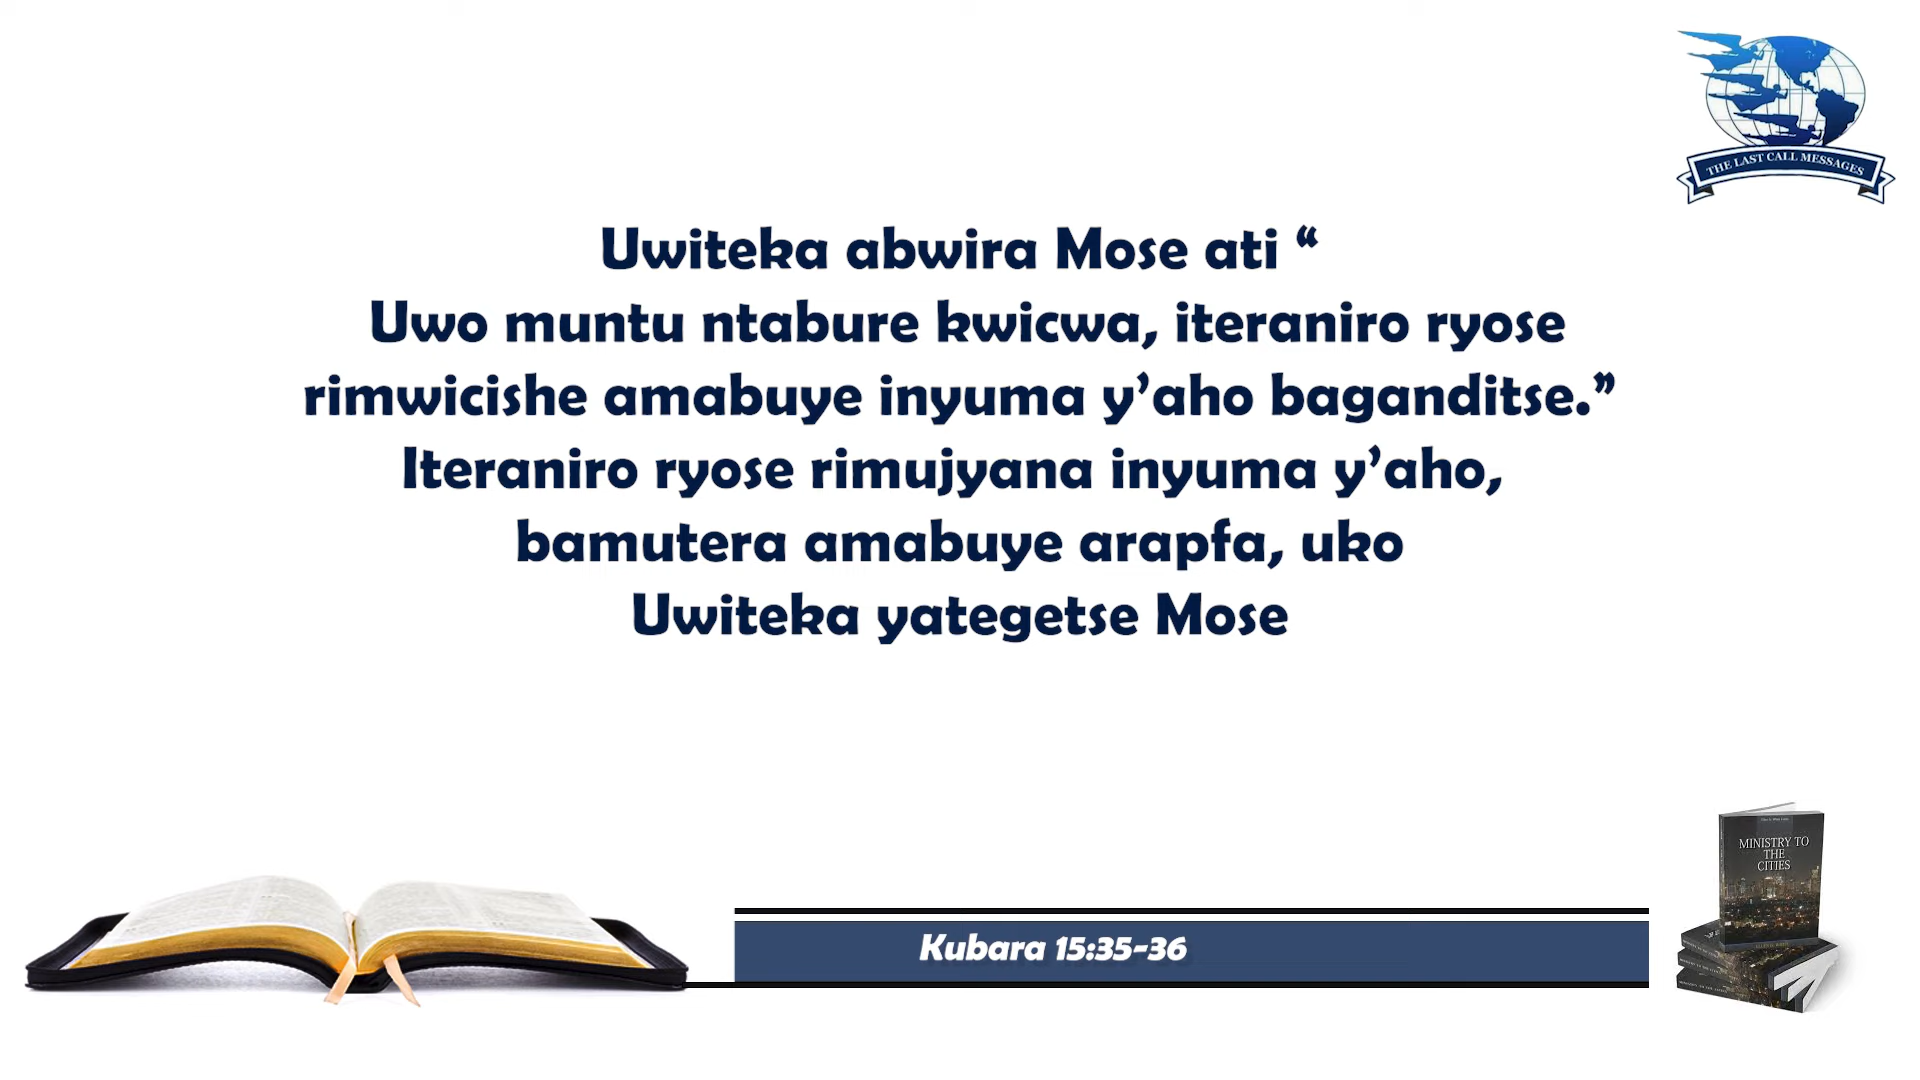 THE LAST CALL MESSAGES
Uwiteka abwira Mose ati “
Uwo muntu ntabure kwicwa, iteraniro ryose
rimwicishe amabuye inyuma y’aho baganditse.”
Iteraniro ryose rimujyana inyuma y’aho,
bamutera amabuye arapfa, uko
Uwiteka yategetse Mose
MINISTRY TO
THE
CITIES
Kubara 15:35-36